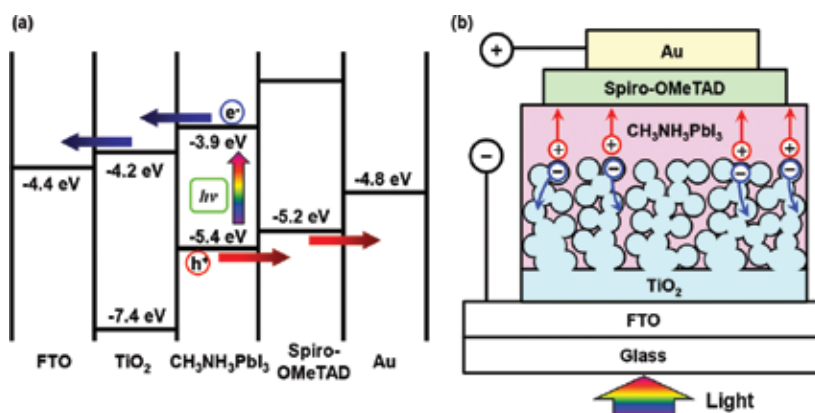 (a)
e-
-3.9 eV
-4.2 eV
-4.4 eV
hν
-4.8 eV
-5.2 eV
-5.4 eV
h+
-7.4 eV
FTO
TiO2
CH3NH3PbI3
Spiro-
OMeTAD
Au
(b)
+
Au
Spiro-OMeTAD
CH3NH3PbI3
+ + + +
−
− − − −
TiO2
FTO
Glass
Light